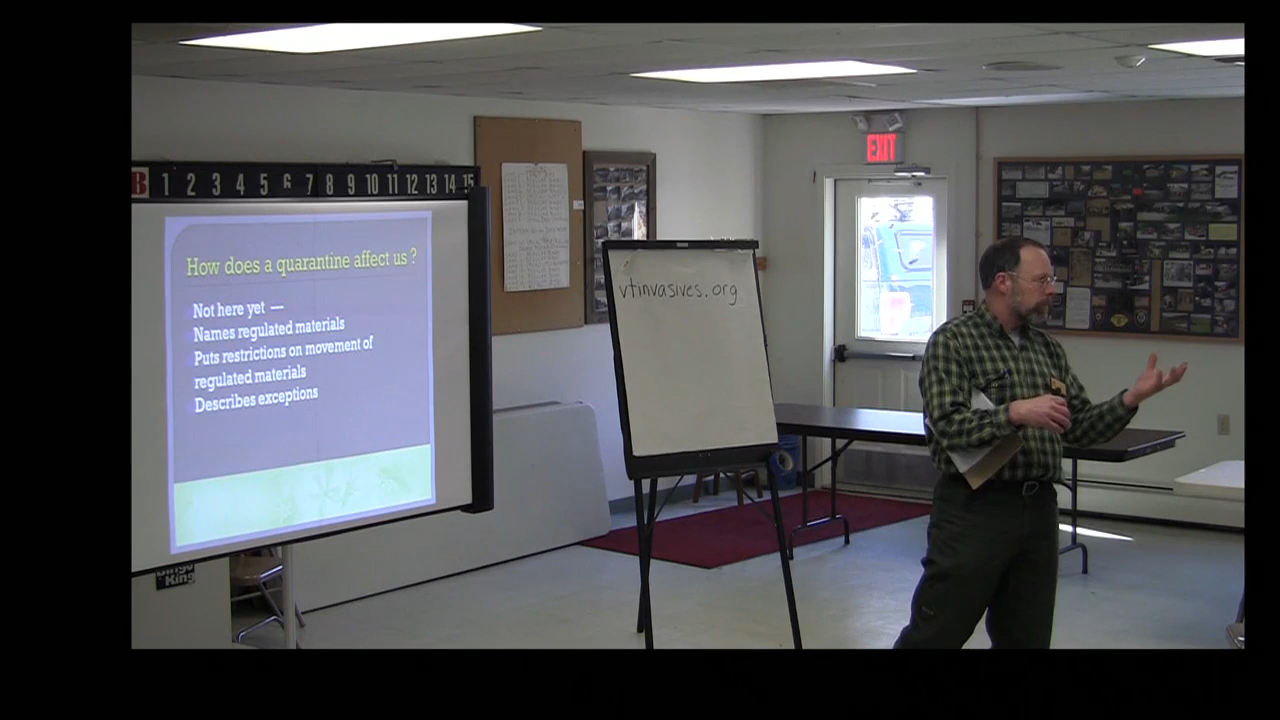 EXIT
B 1 2 3 4 5 6 7 8 9 10 11 12 13 14 15
How does a quarantine affect us ?
Not here yet —
Names regulated materials
Puts restrictions on movement of
regulated materials
Describes exceptions
vtinvasives.org
Bingo
King